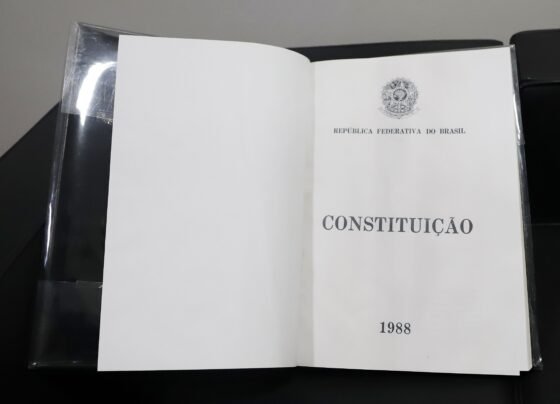 REPÚBLICA FEDERATIVA DO BRASIL
CONSTITUIÇÃO
1988